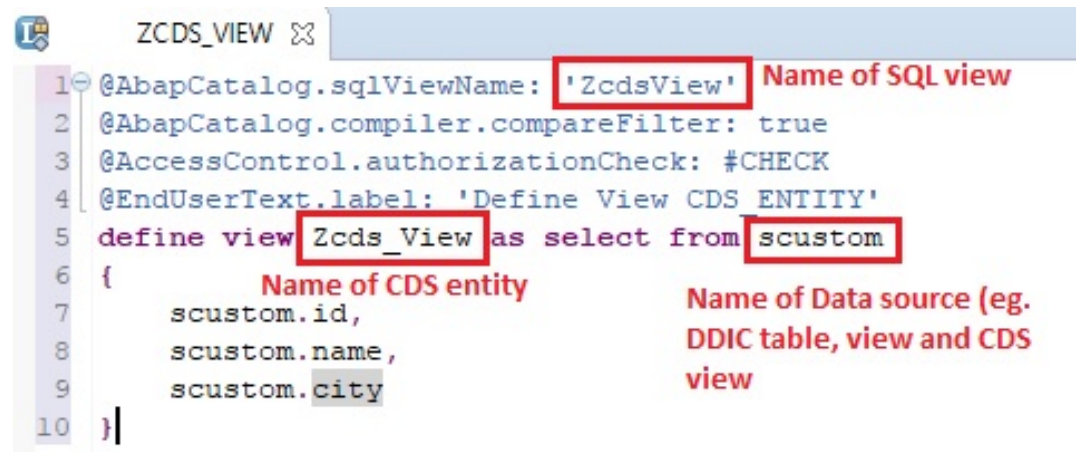 ZCDS_VIEW
1 @AbapCatalog.sqlViewName: 'ZcdsView' Name of SQL view
2 @AbapCatalog.compiler.compareFilter: true
3 @AccessControl.authorizationCheck: #CHECK
4 @EndUserText.label: 'Define View CDS_ENTITY'
5 define view Zcds_View as select from scustom
6 {
Name of CDS entity
7 scustom.id,
Name of Data source (eg.
8 scustom.name,
DDIC table, view and CDS
9 scustom.city
view
10 }